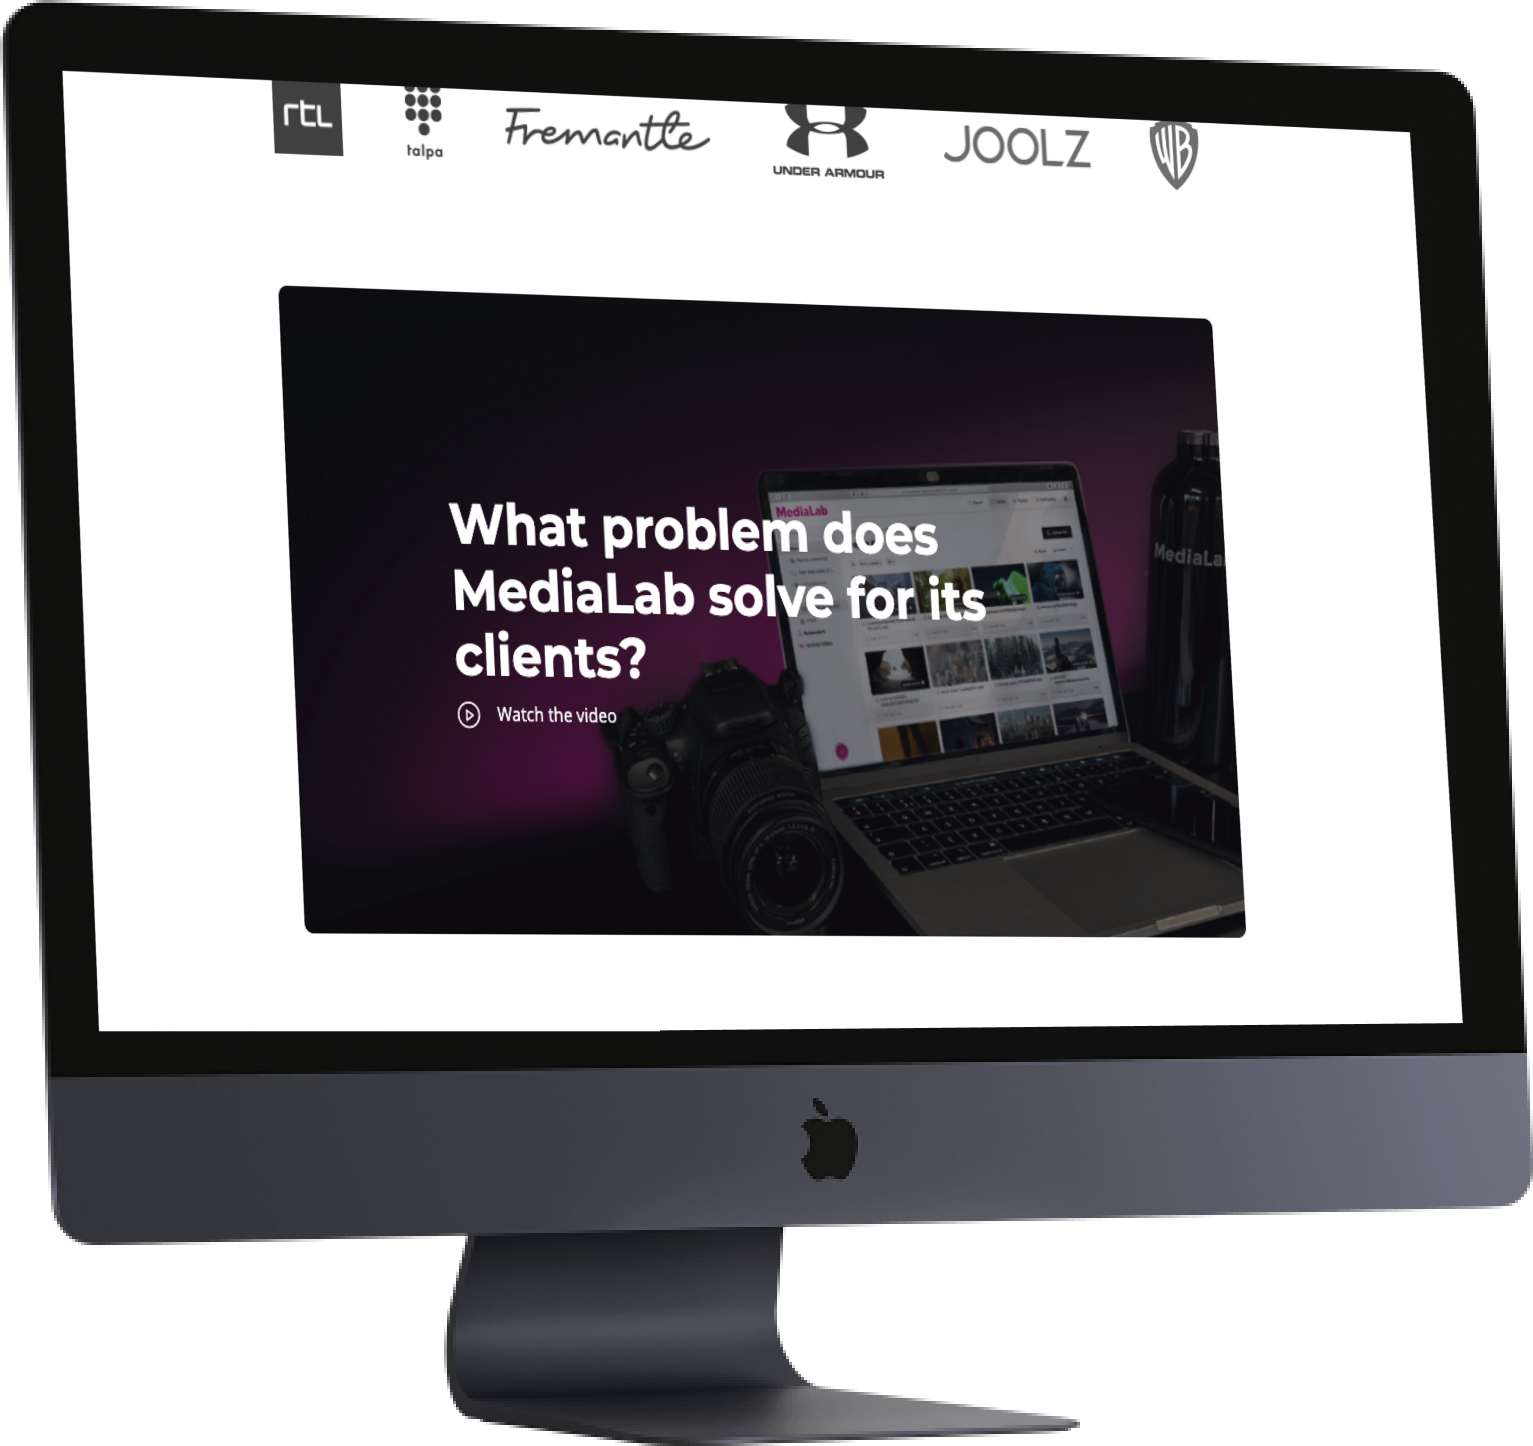 rtl
talpa
Fremantle
UNDER ARMOUR
JOOLZ
WB
MediaLab
What problem does
MediaLab solve for its
clients?
Watch the video
MediaLa